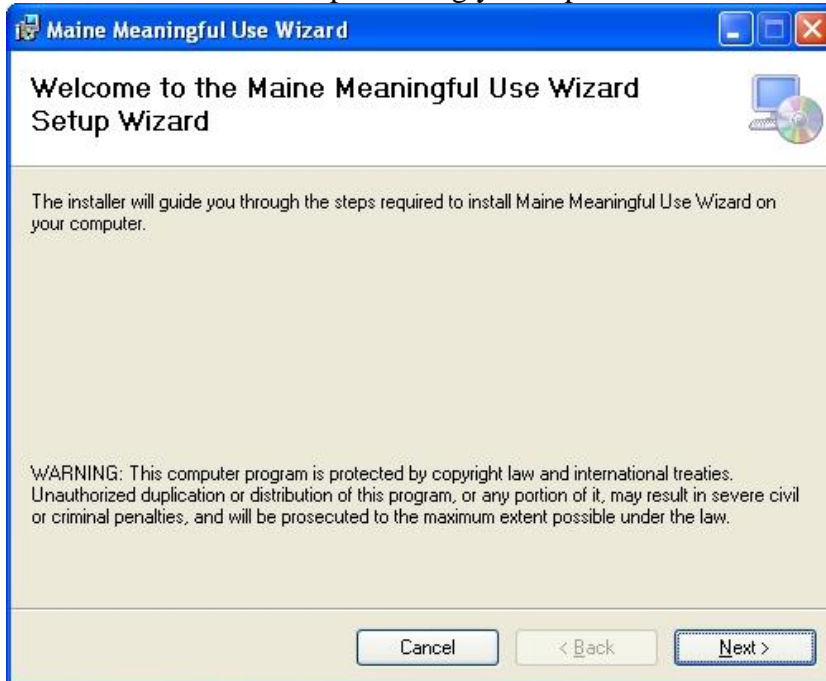 Maine Meaningful Use Wizard
Welcome to the Maine Meaningful Use Wizard
Setup Wizard
The installer will guide you through the steps required to install Maine Meaningful Use Wizard on
your computer.
WARNING: This computer program is protected by copyright law and international treaties.
Unauthorized duplication or distribution of this program, or any portion of it, may result in severe civil
or criminal penalties, and will be prosecuted to the maximum extent possible under the law.
Cancel < Back Next >